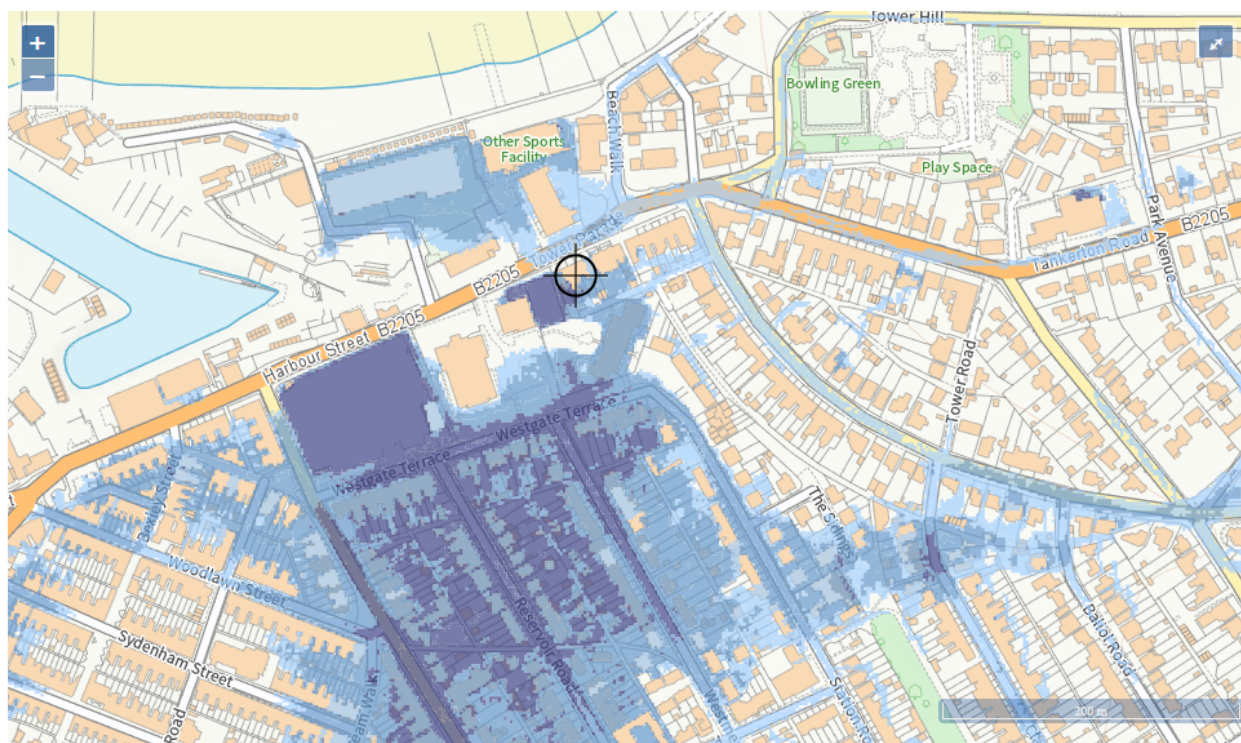 +
−
Tower Hill
Bowling Green
Beach Walk
Other Sports
Facility
Play Space
Park Avenue
B2205
Tankerton Road
Tower Parade
B2205
Harbour Street B2205
Tower Road
Westgate Terrace
Westgate Terrace
The Sidings
Woodlawn Street
Reservoir Road
Balliol Road
Sydenham Street
Station Road
200 m
Road